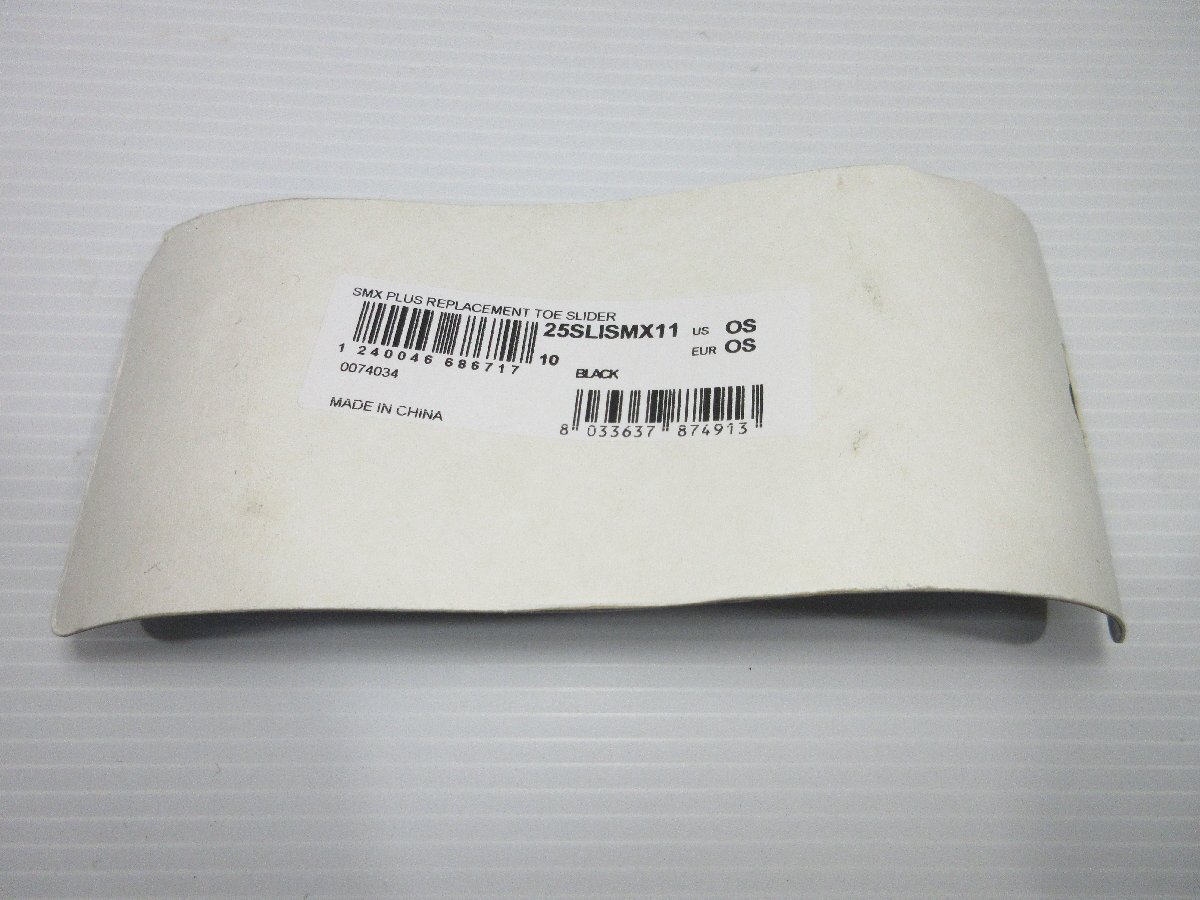 SMX PLUS REPLACEMENT TOE SLIDER
25SLISMX11 US OS
EUR OS
1 240046 686717 10
0074034
BLACK
MADE IN CHINA
8 033637 874913